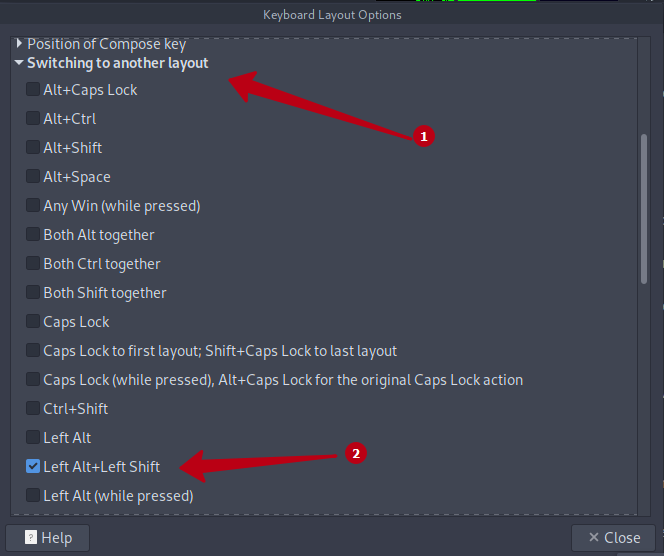 Keyboard Layout Options
Position of Compose key
Switching to another layout
Alt+Caps Lock
1
Alt+Ctrl
Alt+Shift
Alt+Space
Any Win (while pressed)
Both Alt together
Both Ctrl together
Both Shift together
Caps Lock
Caps Lock to first layout; Shift+Caps Lock to last layout
Caps Lock (while pressed), Alt+Caps Lock for the original Caps Lock action
Ctrl+Shift
Left Alt
2
Left Alt+Left Shift
Left Alt (while pressed)
? Help
× Close